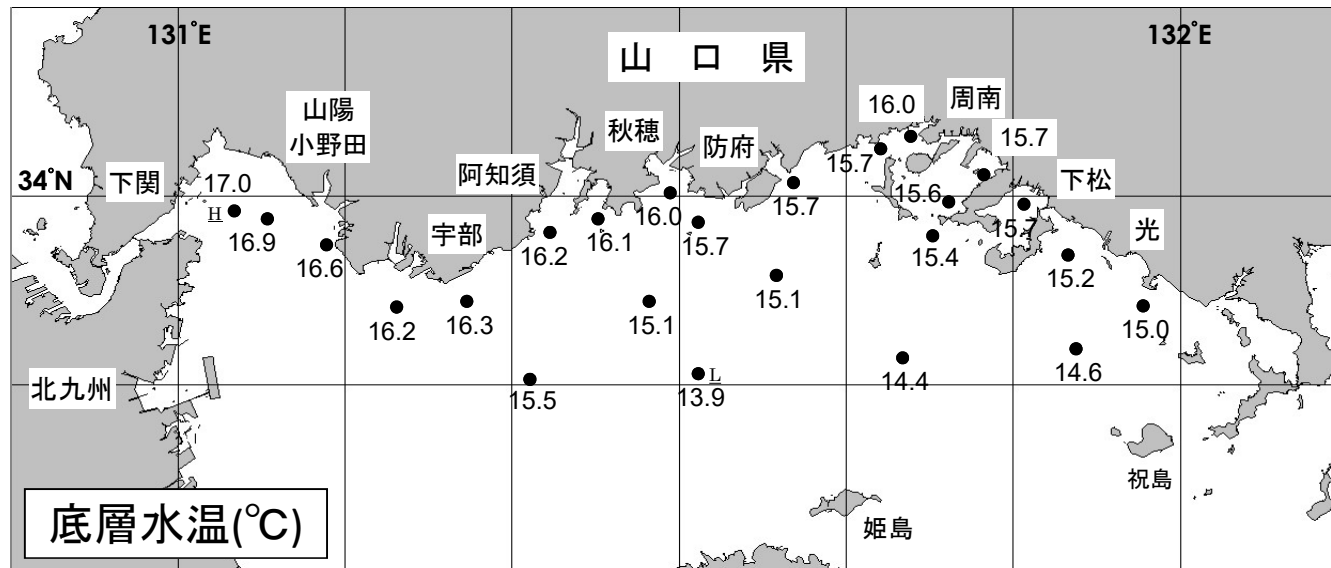 131°E
132°E
山 口 県
山陽
小野田
秋穂
防府
16.0
周南
15.7
15.7
34°N
下関
17.0
阿知須
下松
H
16.9
宇部
16.6
16.2
16.1
16.0
15.7
15.7
15.6
15.4
15.7
光
15.2
16.2
16.3
15.1
15.1
15.0
北九州
15.5
L
13.9
14.4
14.6
祝島
姫島
底層水温(℃)